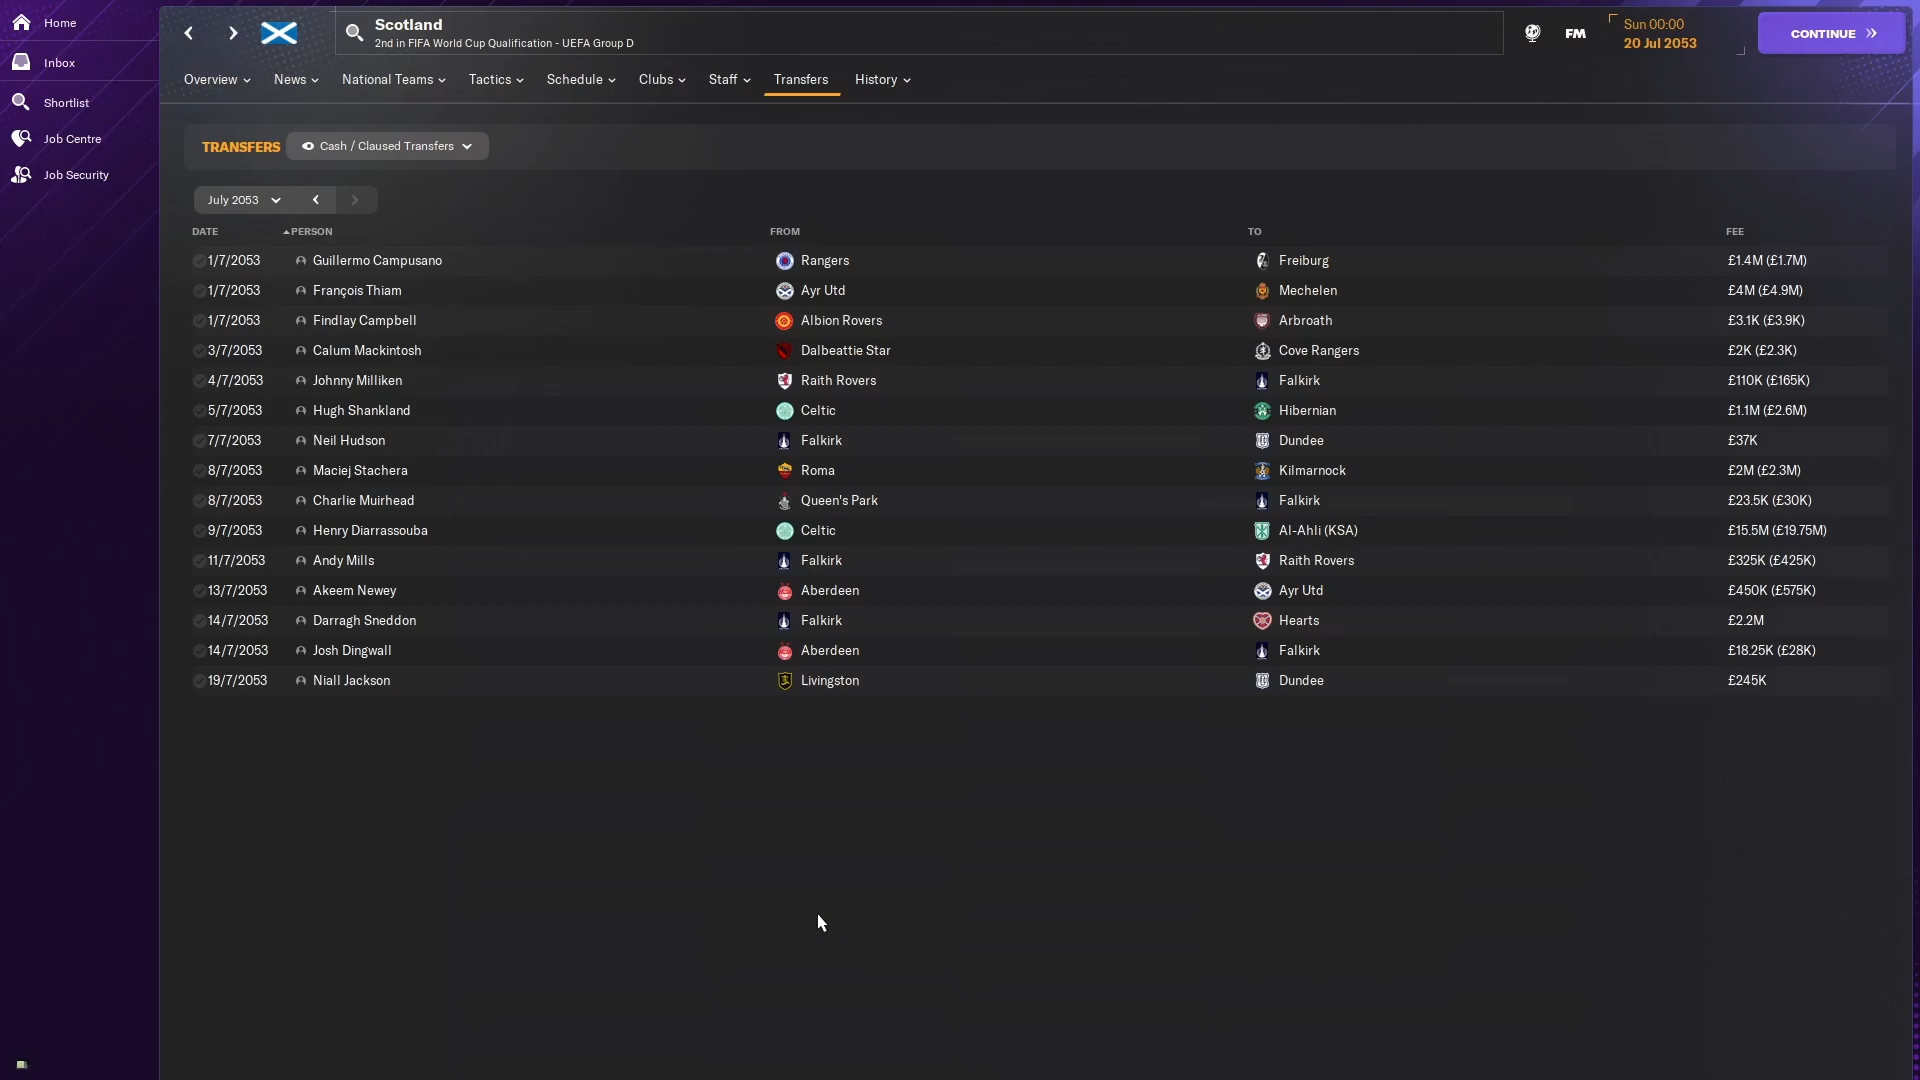 Home
Inbox
Shortlist
Job Centre
Job Security
Scotland
2nd in FIFA World Cup Qualification - UEFA Group D
FM
Sun 00:00
20 Jul 2053
CONTINUE
Overview News National Teams Tactics Schedule Clubs Staff Transfers History
TRANSFERS Cash / Claused Transfers
July 2053
DATE PERSON FROM TO FEE
1/7/2053 Guillermo Campusano Rangers Freiburg £1.4M (£1.7M)
1/7/2053 François Thiam Ayr Utd Mechelen £4M (£4.9M)
1/7/2053 Findlay Campbell Albion Rovers Arbroath £3.1K (£3.9K)
3/7/2053 Calum Mackintosh Dalbeattie Star Cove Rangers £2K (£2.3K)
4/7/2053 Johnny Milliken Raith Rovers Falkirk £110K (£165K)
5/7/2053 Hugh Shankland Celtic Hibernian £1.1M (£2.6M)
7/7/2053 Neil Hudson Falkirk Dundee £37K
8/7/2053 Maciej Stachera Roma Kilmarnock £2M (£2.3M)
8/7/2053 Charlie Muirhead Queen's Park Falkirk £23.5K (£30K)
9/7/2053 Henry Diarrassouba Celtic Al-Ahli (KSA) £15.5M (£19.75M)
11/7/2053 Andy Mills Falkirk Raith Rovers £325K (£425K)
13/7/2053 Akeem Newey Aberdeen Ayr Utd £450K (£575K)
14/7/2053 Darragh Sneddon Falkirk Hearts £2.2M
14/7/2053 Josh Dingwall Aberdeen Falkirk £18.25K (£28K)
19/7/2053 Niall Jackson Livingston Dundee £245K